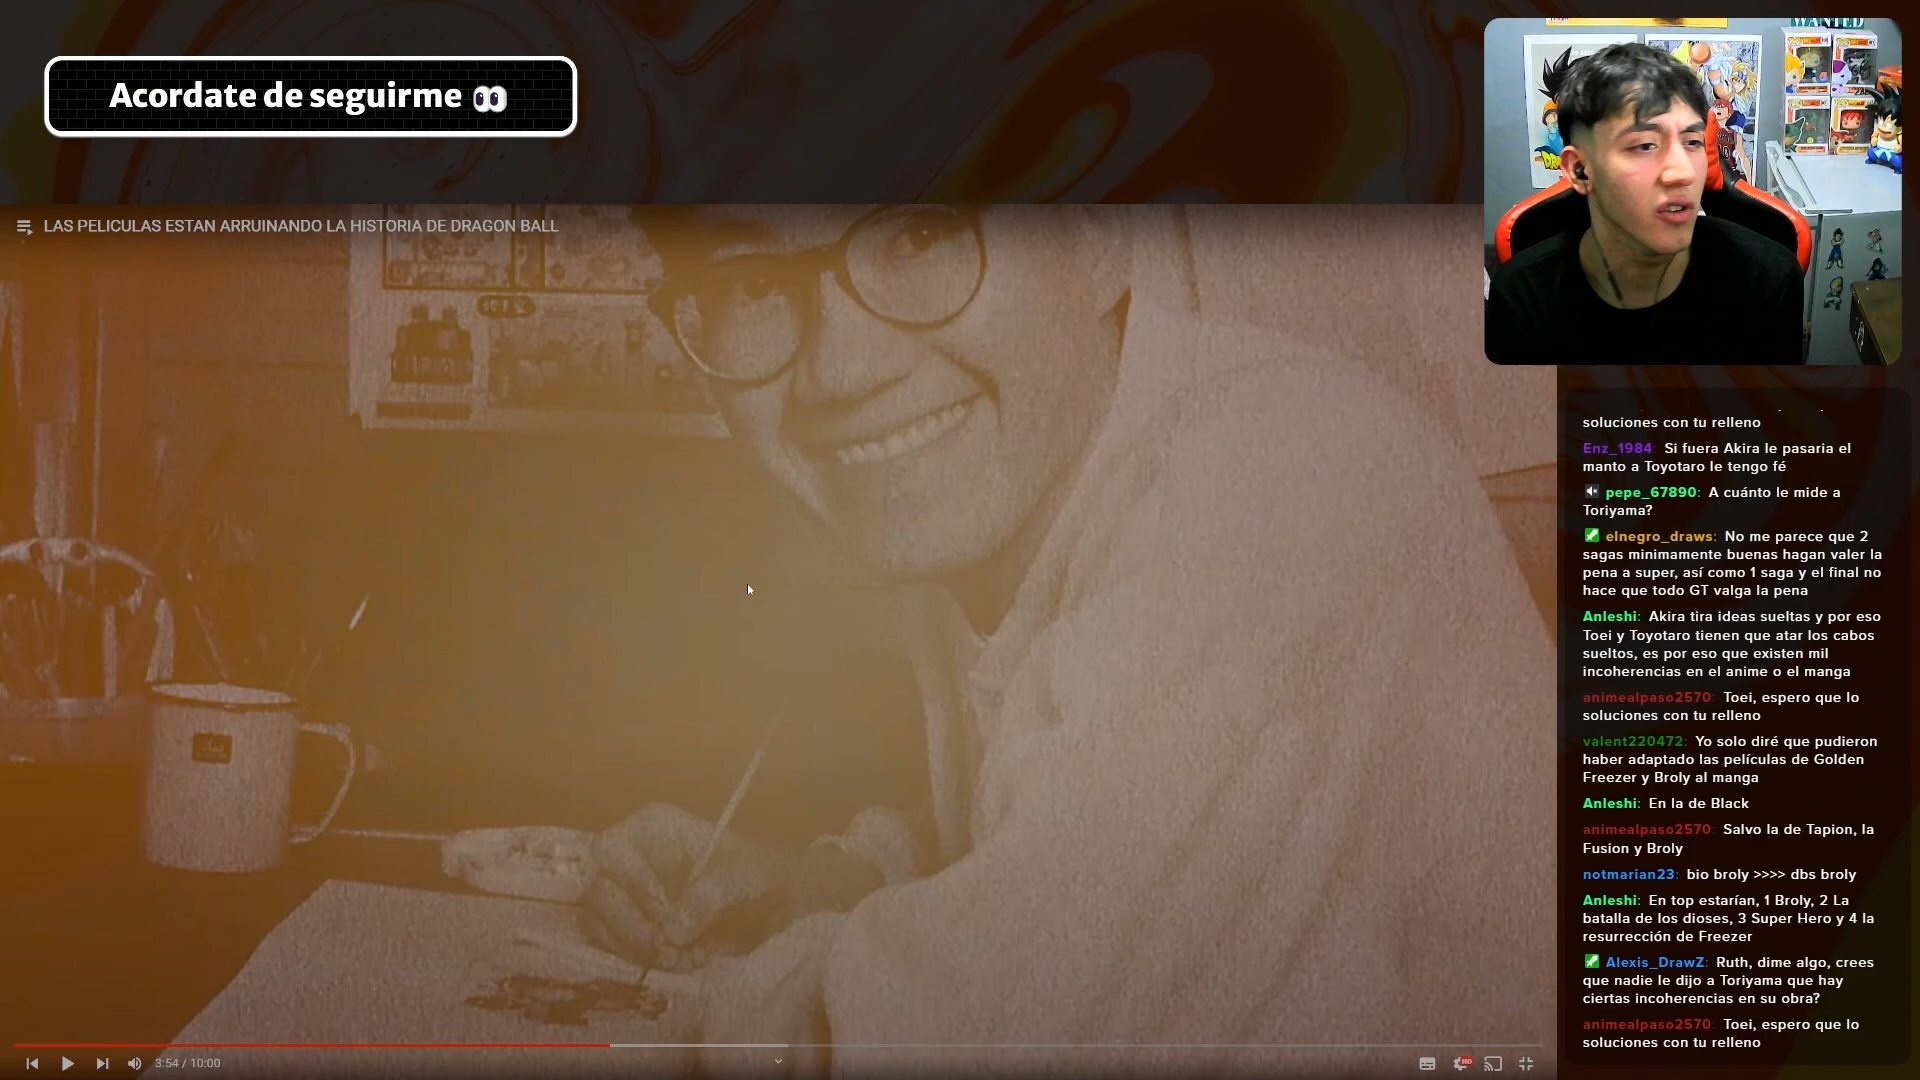 Acordate de seguirme 👀
WANTED
LAS PELICULAS ESTAN ARRUINANDO LA HISTORIA DE DRAGON BALL
soluciones con tu relleno
Enz_1984: Si fuera Akira le pasaria el
manto a Toyotaro le tengo fé
pepe_67890: A cuánto le mide a
Toriyama?
elnegro_draws: No me parece que 2
sagas minimamente buenas hagan valer la
pena a super, así como 1 saga y el final no
hace que todo GT valga la pena
Anleshi: Akira tira ideas sueltas y por eso
Toei y Toyotaro tienen que atar los cabos
sueltos, es por eso que existen mil
incoherencias en el anime o el manga
animealpaso2570: Toei, espero que lo
soluciones con tu relleno
valent220472: Yo solo diré que pudieron
haber adaptado las películas de Golden
Freezer y Broly al manga
Anleshi: En la de Black
animealpaso2570: Salvo la de Tapion, la
Fusion y Broly
notmarian23: bio broly >>>> dbs broly
Anleshi: En top estarían, 1 Broly, 2 La
batalla de los dioses, 3 Super Hero y 4 la
resurrección de Freezer
Alexis_DrawZ: Ruth, dime algo, crees
que nadie le dijo a Toriyama que hay
ciertas incoherencias en su obra?
animealpaso2570: Toei, espero que lo
soluciones con tu relleno
3:54 / 10:00
HD